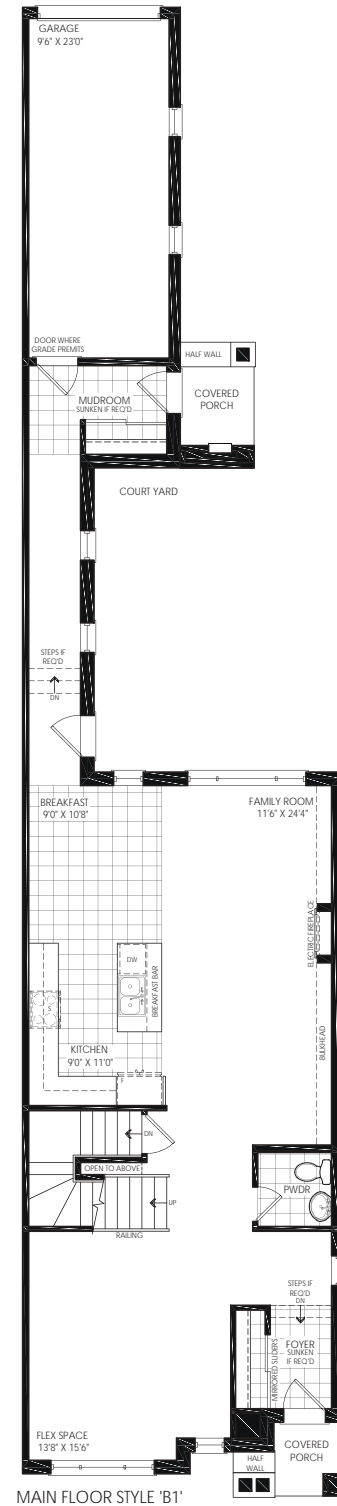 GARAGE
9'6" X 23'0"
DOOR WHERE
GRADE PREMITS
HALF WALL
MUDROOM
SUNKEN IF REQ'D
COVERED
PORCH
COURT YARD
STEPS IF
REQ'D
DN
BREAKFAST
9'0" X 10'8"
FAMILY ROOM
11'6" X 24'4"
ELECTRIC FIREPLACE
DW
BREAKFAST BAR
S
BULKHEAD
KITCHEN
9'0" X 11'0"
F
DN
OPEN TO ABOVE
UP
RAILING
PWDR
STEPS IF
REQ'D
DN
MIRRORED SLIDERS
FOYER
SUNKEN
IF REQ'D
FLEX SPACE
13'8" X 15'6"
HALF
WALL
COVERED
PORCH
MAIN FLOOR STYLE 'B1'